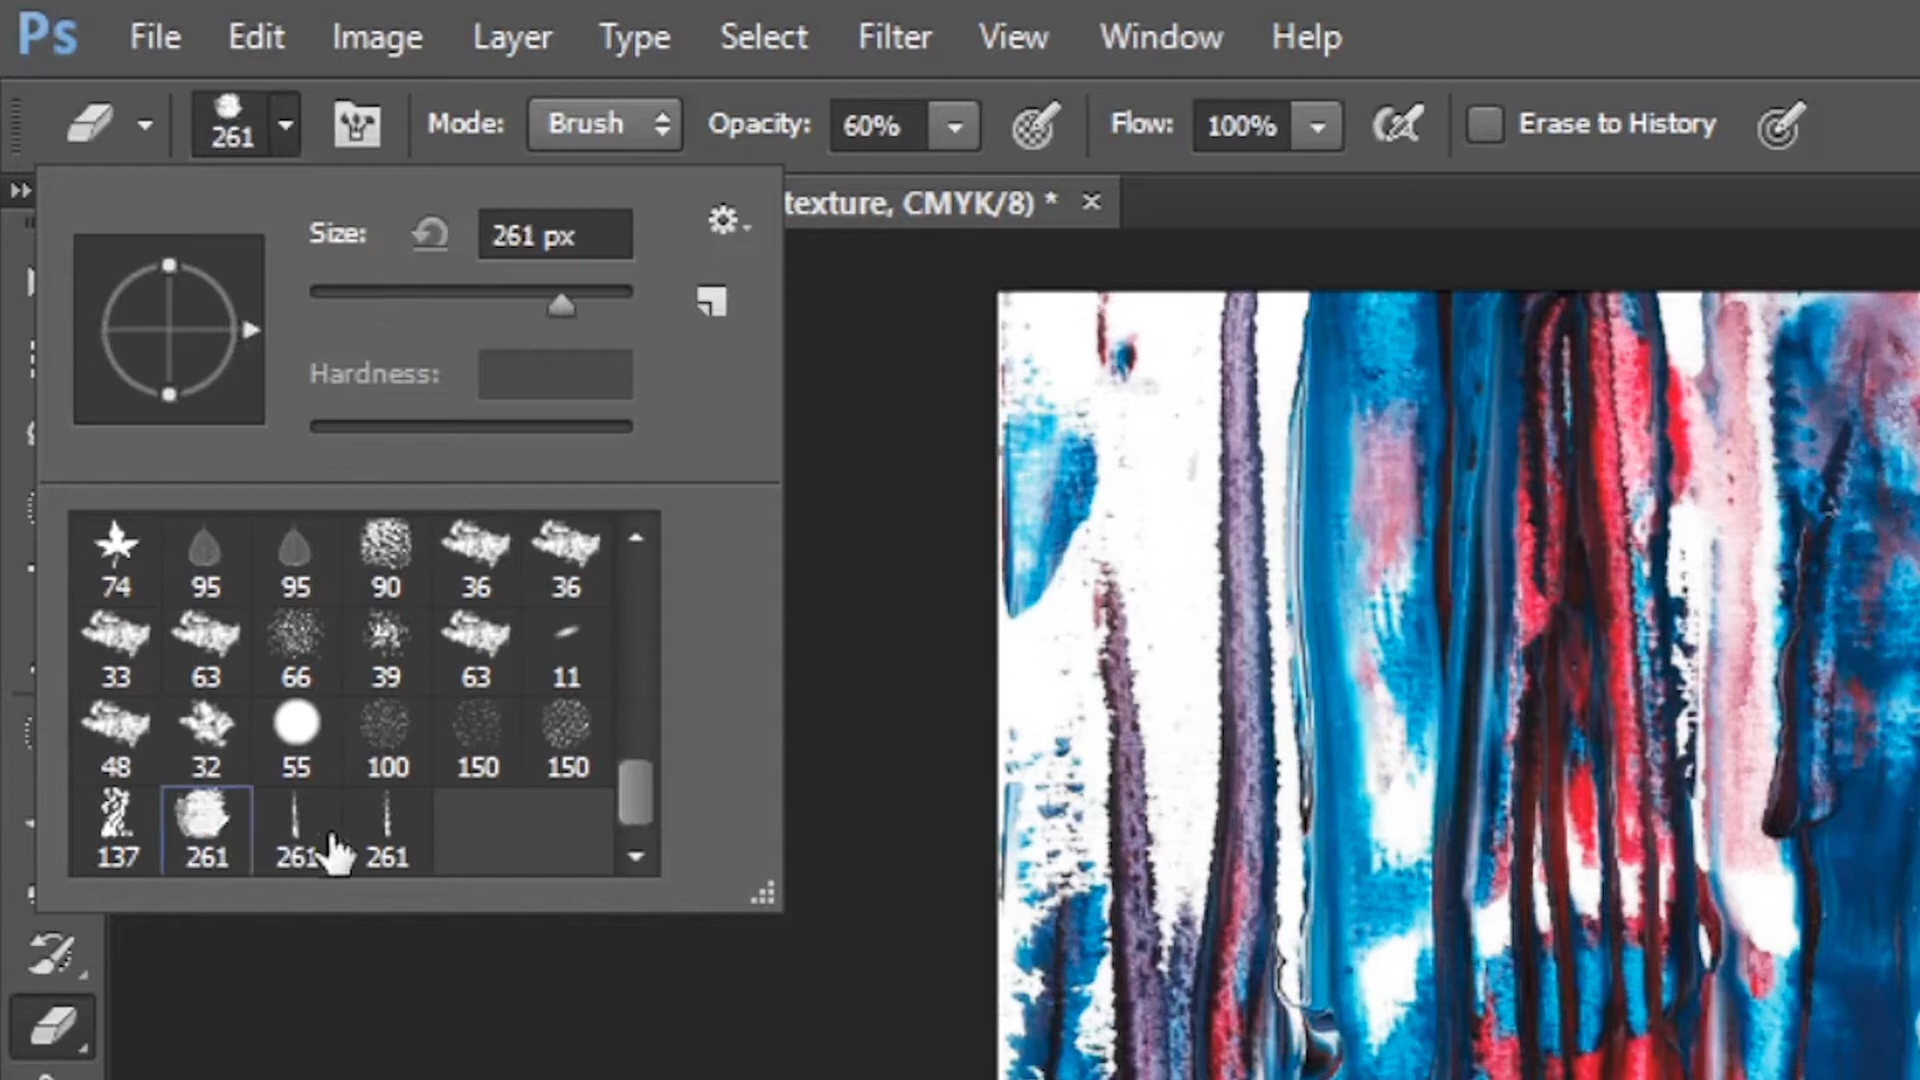 Ps File Edit Image Layer Type Select Filter View Window Help
261 Mode: Brush Opacity: 60% Flow: 100% Erase to History
texture, CMYK/8) * ×
Size: 261 px
Hardness:
74 95 95 90 36 36
33 63 66 39 63 11
48 32 55 100 150 150
137 261 261 261